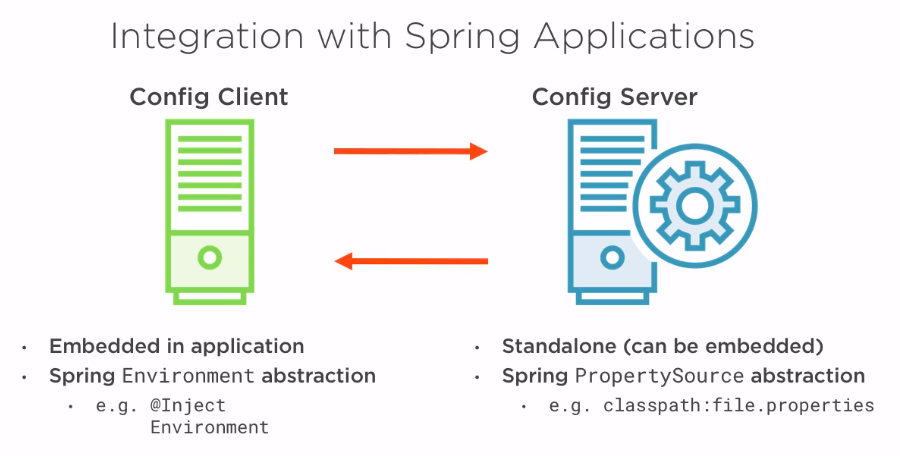 Integration with Spring Applications
Config Client
Config Server
• Embedded in application
• Spring Environment abstraction
• e.g. @Inject
Environment
• Standalone (can be embedded)
• Spring PropertySource abstraction
• e.g. classpath:file.properties